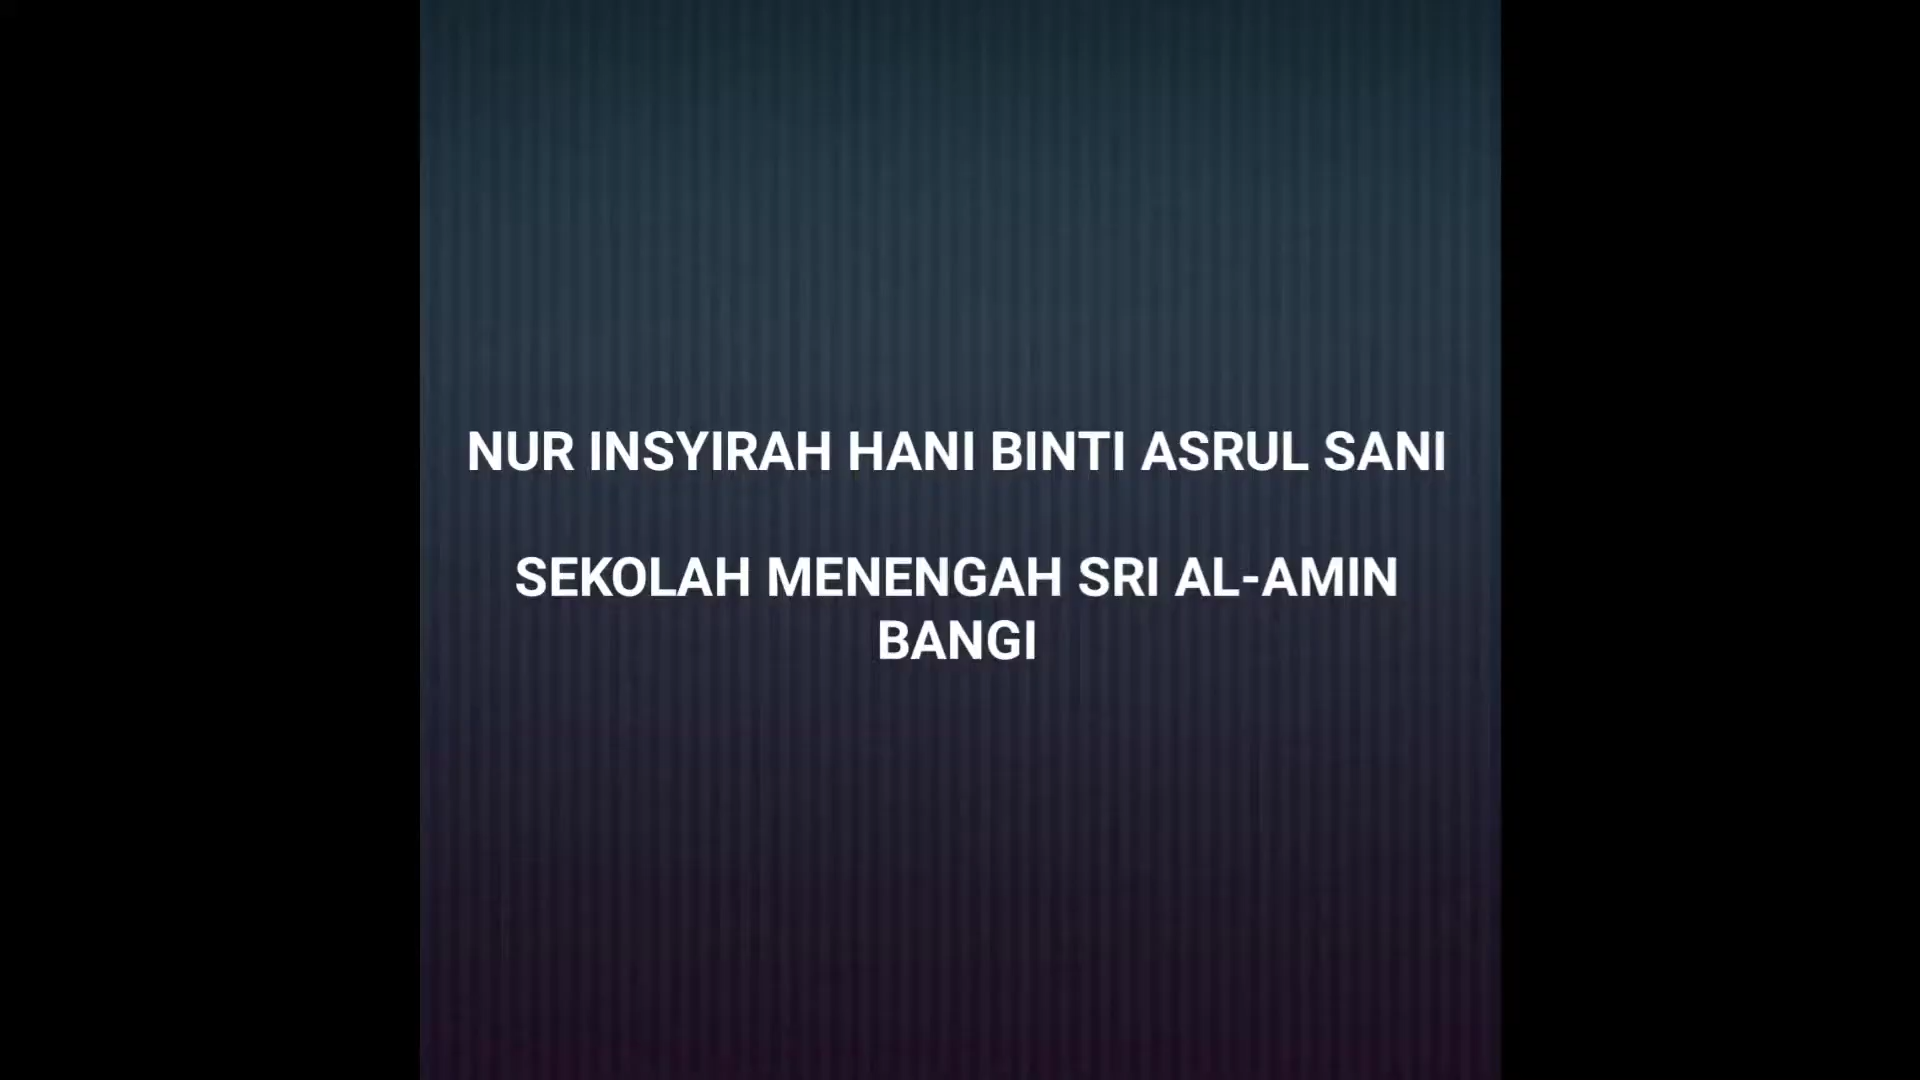 NUR INSYIRAH HANI BINTI ASRUL SANI
SEKOLAH MENENGAH SRI AL-AMIN
BANGI